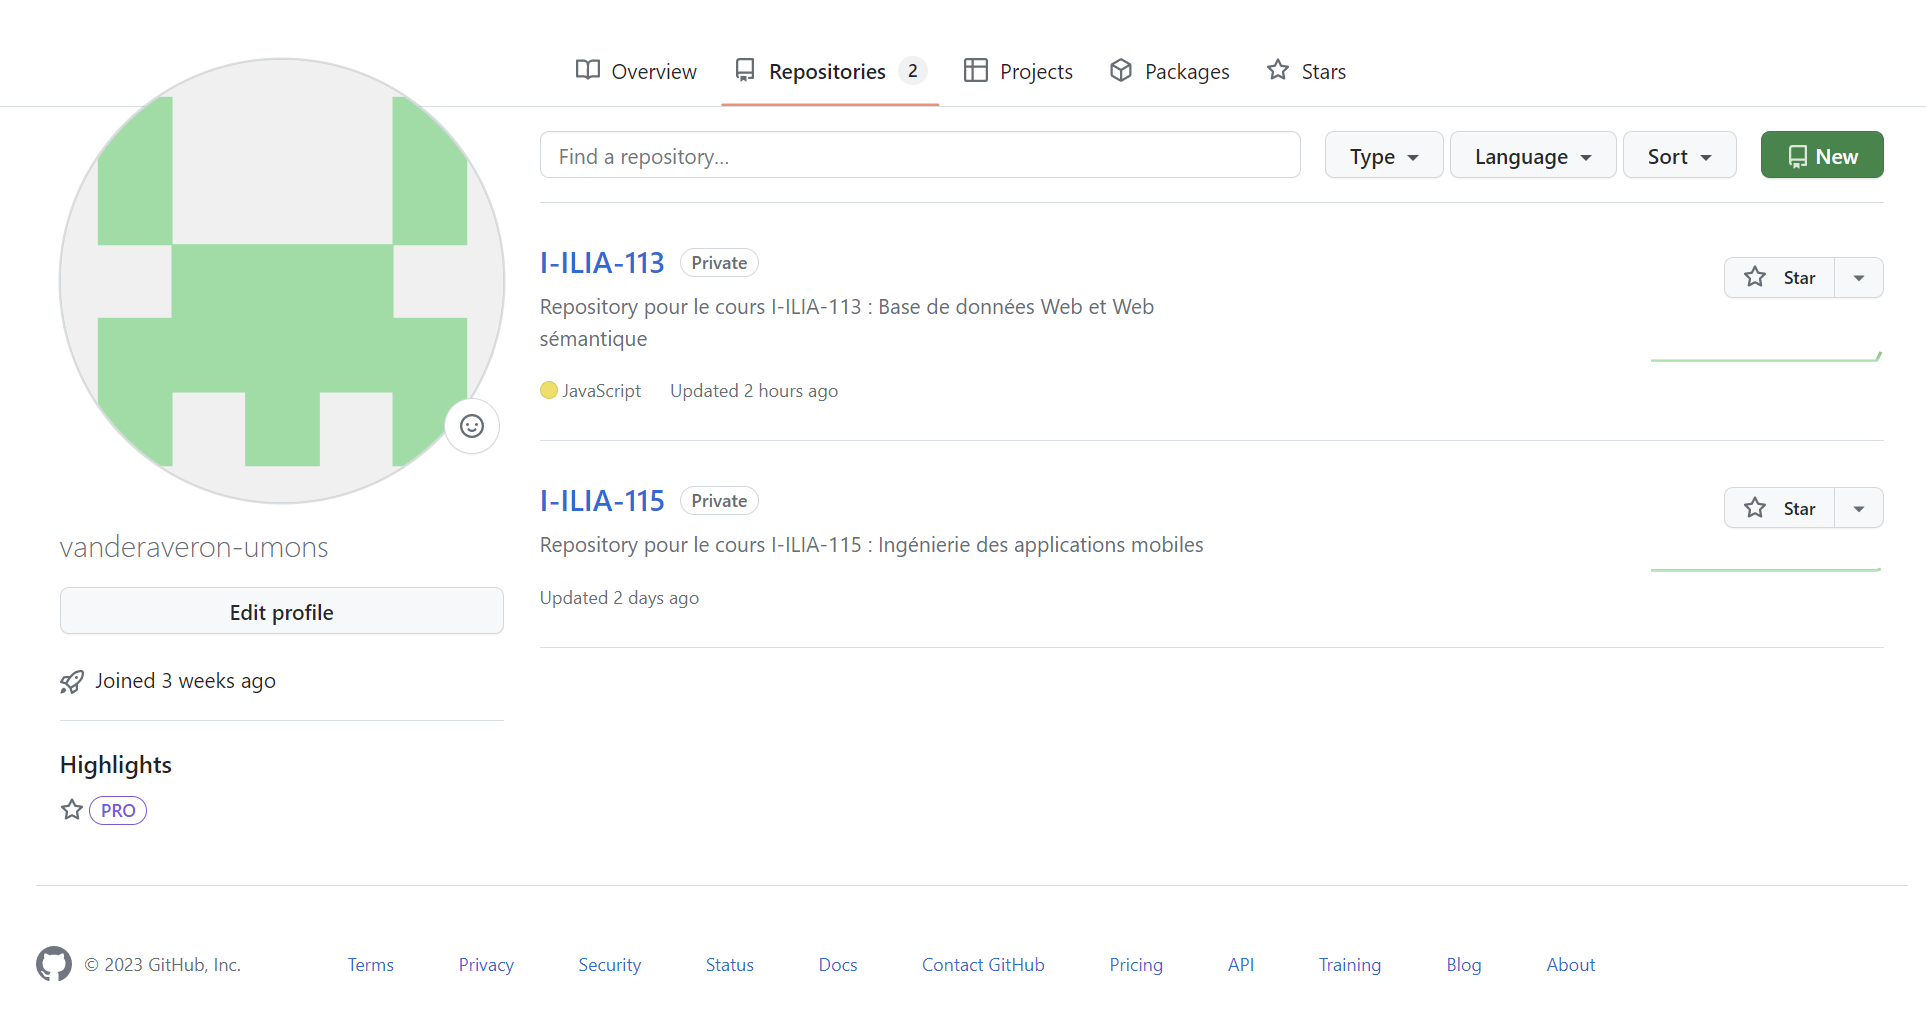 Overview Repositories 2 Projects Packages Stars
Find a repository... Type Language Sort New
I-ILIA-113 Private
Star
Repository pour le cours I-ILIA-113 : Base de données Web et Web
sémantique
JavaScript Updated 2 hours ago
I-ILIA-115 Private
Star
Repository pour le cours I-ILIA-115 : Ingénierie des applications mobiles
Updated 2 days ago
vanderaveron-umons
Edit profile
Joined 3 weeks ago
Highlights
PRO
© 2023 GitHub, Inc. Terms Privacy Security Status Docs Contact GitHub Pricing API Training Blog About